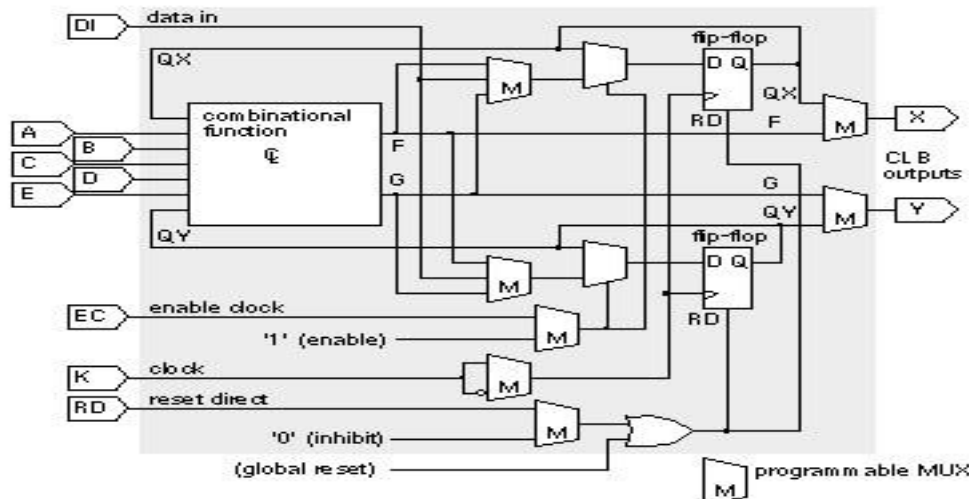 DI data in
QX
flip-flop
D Q
M
RD
combinational
function
QX
F
M
X
A
B
C
D
E
F
G
CLB
outputs
G
QY
M
Y
QY
flip-flop
D Q
M
RD
EC enable clock
'1' (enable)
M
K clock
M
RD reset direct
'0' (inhibit)
M
(global reset)
M
programmable MUX